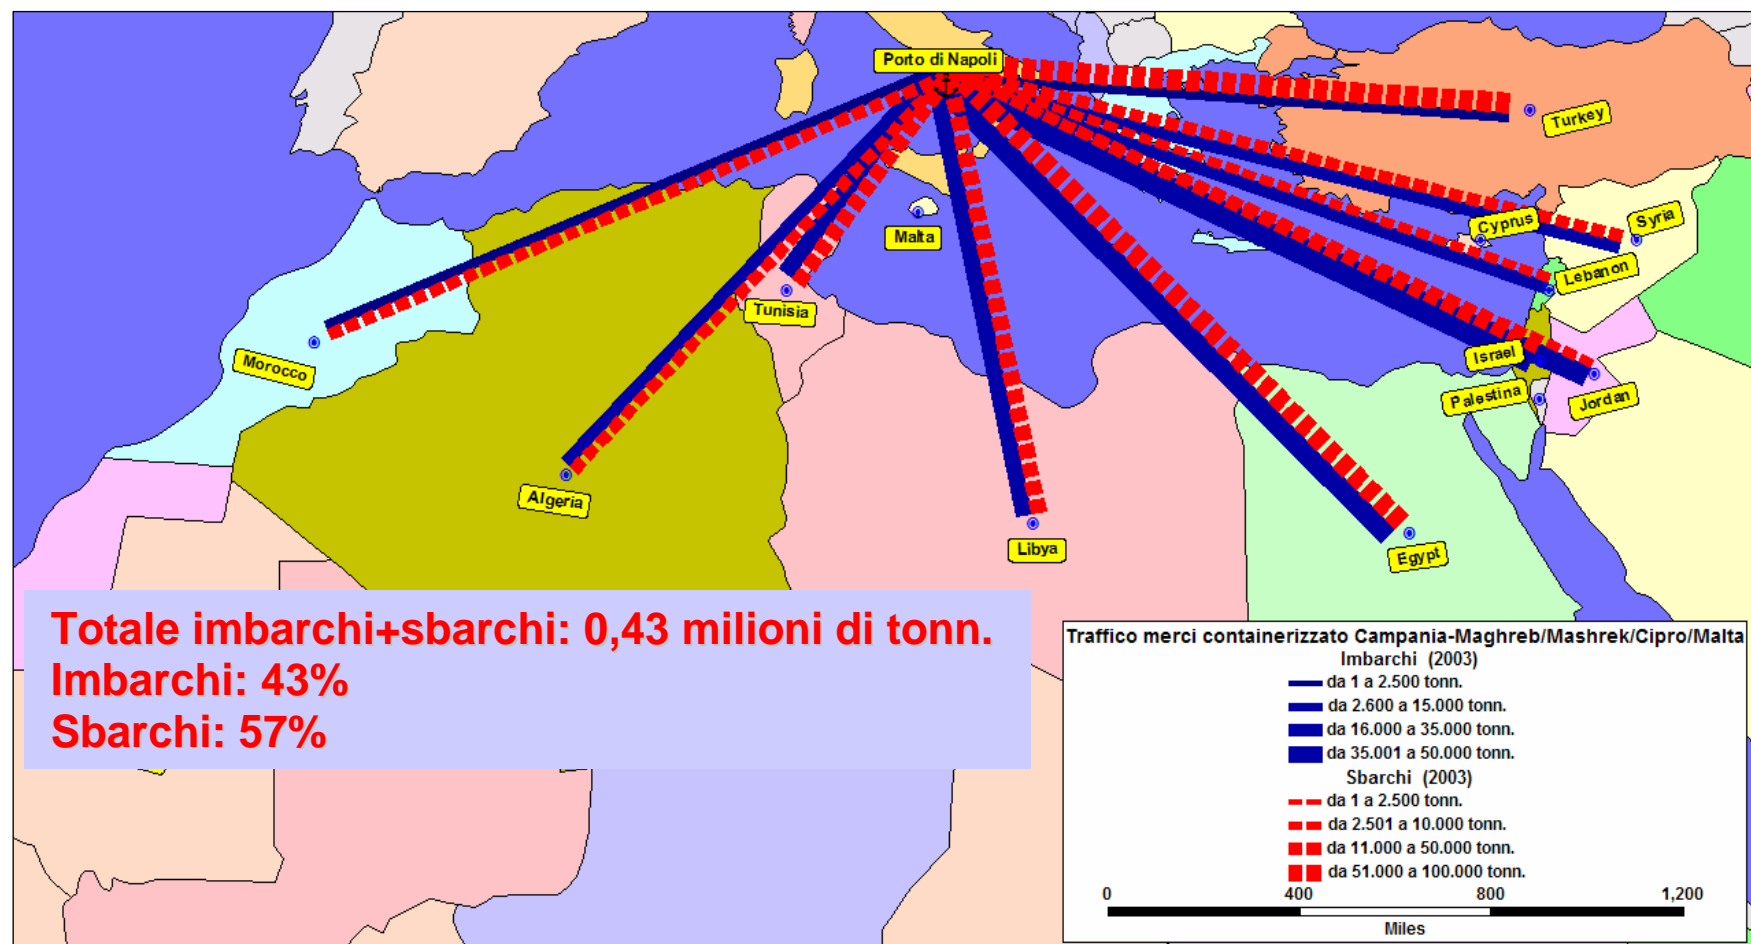 Porto di Napoli
Turkey
Cyprus
Syria
Malta
Lebanon
Tunisia
Israel
Morocco
Palestina
Jordan
Algeria
Libya
Egypt
Totale imbarchi+sbarchi: 0,43 milioni di tonn.
Imbarchi: 43%
Sbarchi: 57%
Traffico merci containerizzato Campania-Maghreb/Mashrek/Cipro/Malta
Imbarchi (2003)
da 1 a 2.500 tonn.
da 2.600 a 15.000 tonn.
da 16.000 a 35.000 tonn.
da 35.001 a 50.000 tonn.
Sbarchi (2003)
da 1 a 2.500 tonn.
da 2.501 a 10.000 tonn.
da 11.000 a 50.000 tonn.
da 51.000 a 100.000 tonn.
0 400 800 1,200
Miles